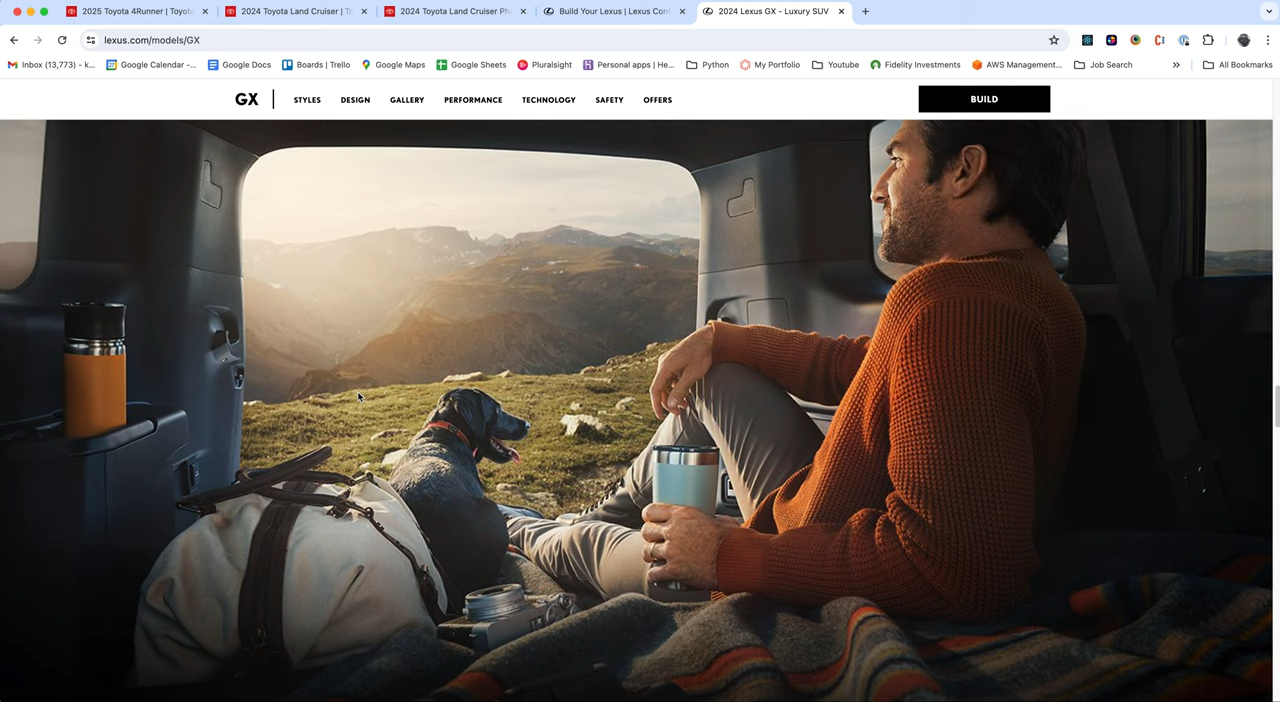 2025 Toyota 4Runner | Toyota
2024 Toyota Land Cruiser | To
2024 Toyota Land Cruiser Ph
Build Your Lexus | Lexus Con
2024 Lexus GX - Luxury SUV
lexus.com/models/GX
Inbox (13,773) - k...
Google Calendar -...
Google Docs
Boards | Trello
Google Maps
Google Sheets
Pluralsight
Personal apps | He...
Python
My Portfolio
Youtube
Fidelity Investments
AWS Management...
Job Search
All Bookmarks
GX
STYLES
DESIGN
GALLERY
PERFORMANCE
TECHNOLOGY
SAFETY
OFFERS
BUILD